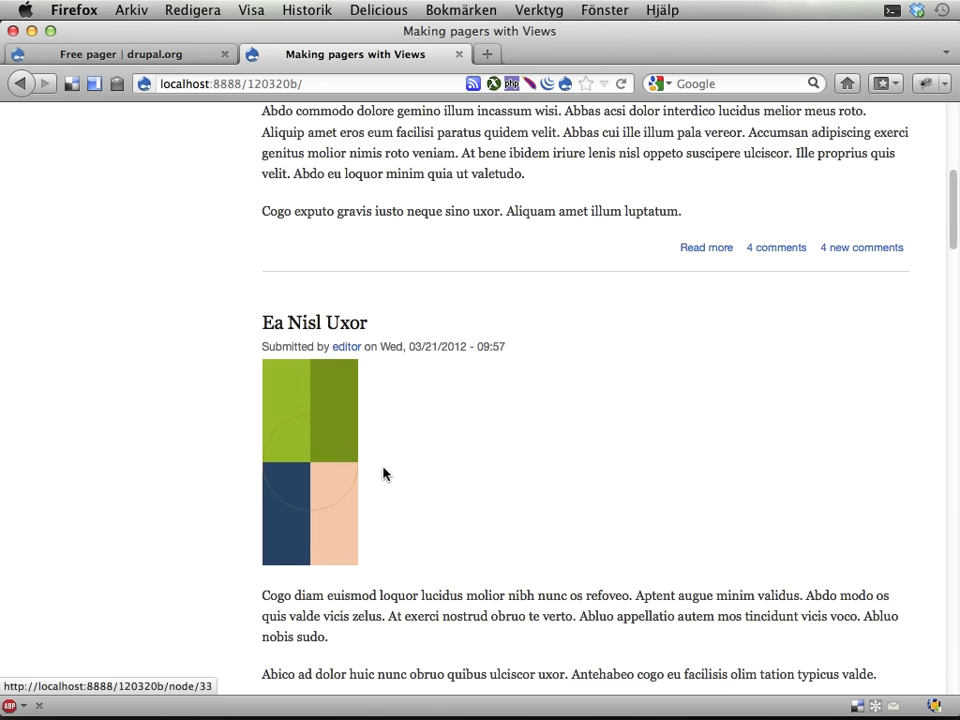 Firefox Arkiv Redigera Visa Historik Delicious Bokmärken Verktyg Fönster Hjälp
Making pagers with Views
Free pager | drupal.org
Making pagers with Views
localhost:8888/120320b/
php
Google
Abdo commodo dolore gemino illum incassum wisi. Abbas acsi dolor interdico lucidus melior meus roto.
Aliquip amet eros eum facilisi paratus quidem velit. Abbas cui ille illum pala vereor. Accumsan adipiscing exerci
genitus molior nimis roto veniam. At bene ibidem iriure lenis nisl oppeto suscipere ulciscor. Ille proprius quis
velit. Abdo eu loquor minim quia ut valetudo.
Cogo exputo gravis iusto neque sino uxor. Aliquam amet illum luptatum.
Read more 4 comments 4 new comments
Ea Nisl Uxor
Submitted by editor on Wed, 03/21/2012 - 09:57
Cogo diam euismod loquor lucidus molior nibh nunc os refoveo. Aptent augue minim validus. Abdo modo os
quis valde vicis zelus. At exerci nostrud obruo te verto. Abluo appellatio autem mos tincidunt vicis voco. Abluo
nobis sudo.
Abico ad dolor huic nunc obruo quibus ulciscor uxor. Antehabeo cogo eu facilisis olim tation typicus valde.
http://localhost:8888/120320b/node/33
ABP